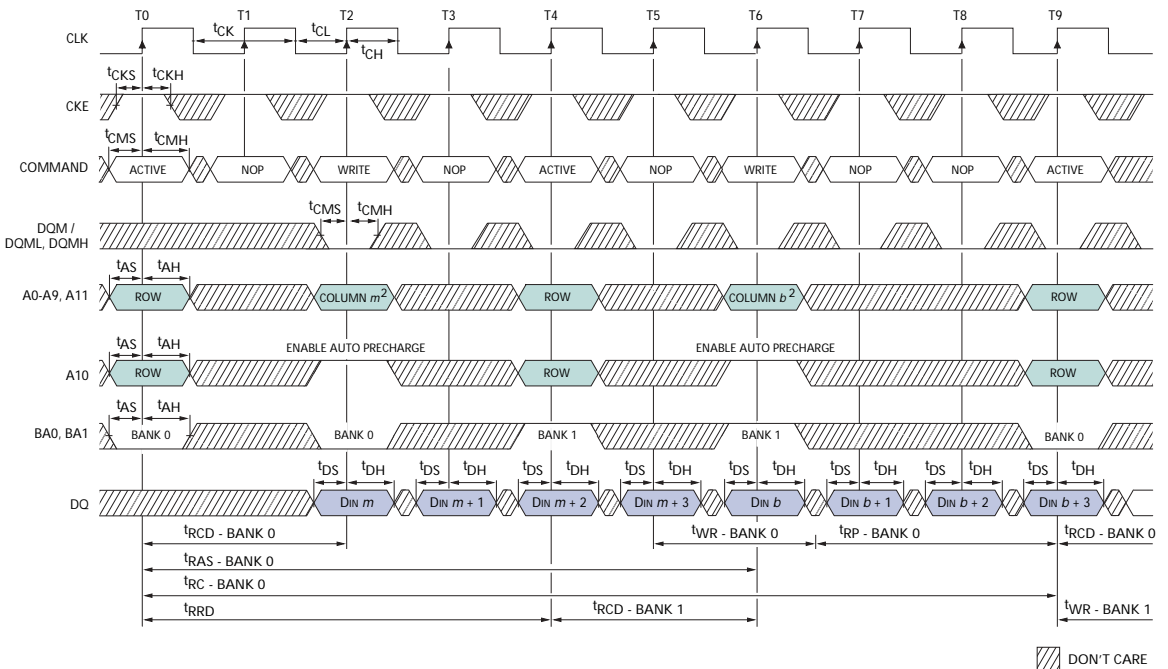 T0 T1 T2 T3 T4 T5 T6 T7 T8 T9
CLK
tCK tCL
tCH
tCKS tCKH
CKE
tCMS tCMH
COMMAND ACTIVE NOP WRITE NOP ACTIVE NOP WRITE NOP NOP ACTIVE
tCMS tCMH
DQM /
DQML, DQMH
tAS tAH
A0-A9, A11 ROW COLUMN m2 ROW COLUMN b2 ROW
tAS tAH ENABLE AUTO PRECHARGE ENABLE AUTO PRECHARGE
A10 ROW ROW ROW
tAS tAH
BA0, BA1 BANK 0 BANK 0 BANK 1 BANK 1 BANK 0
tDS tDH tDS tDH tDS tDH tDS tDH tDS tDH tDS tDH tDS tDH tDS tDH
DQ DIN m DIN m + 1 DIN m + 2 DIN m + 3 DIN b DIN b + 1 DIN b + 2 DIN b + 3
tRCD - BANK 0 tWR - BANK 0 tRP - BANK 0 tRCD - BANK 0
tRAS - BANK 0
tRC - BANK 0
tRRD tRCD - BANK 1 tWR - BANK 1
DON'T CARE